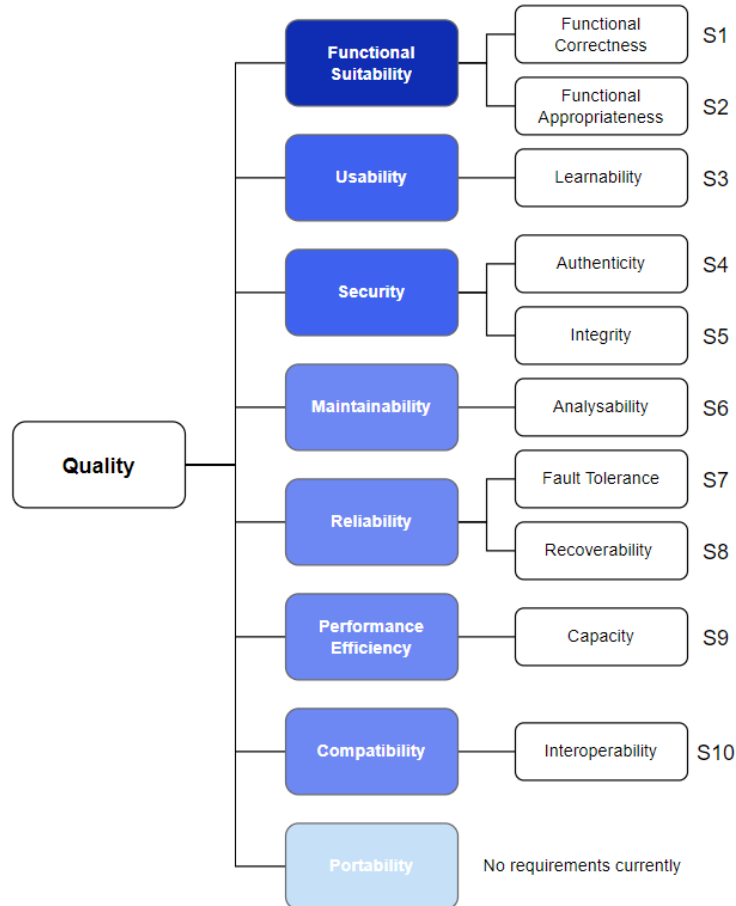 Quality
Functional
Suitability
Functional
Correctness
S1
Functional
Appropriateness
S2
Usability
Learnability
S3
Security
Authenticity
S4
Integrity
S5
Maintainability
Analysability
S6
Reliability
Fault Tolerance
S7
Recoverability
S8
Performance
Efficiency
Capacity
S9
Compatibility
Interoperability
S10
Portability
No requirements currently